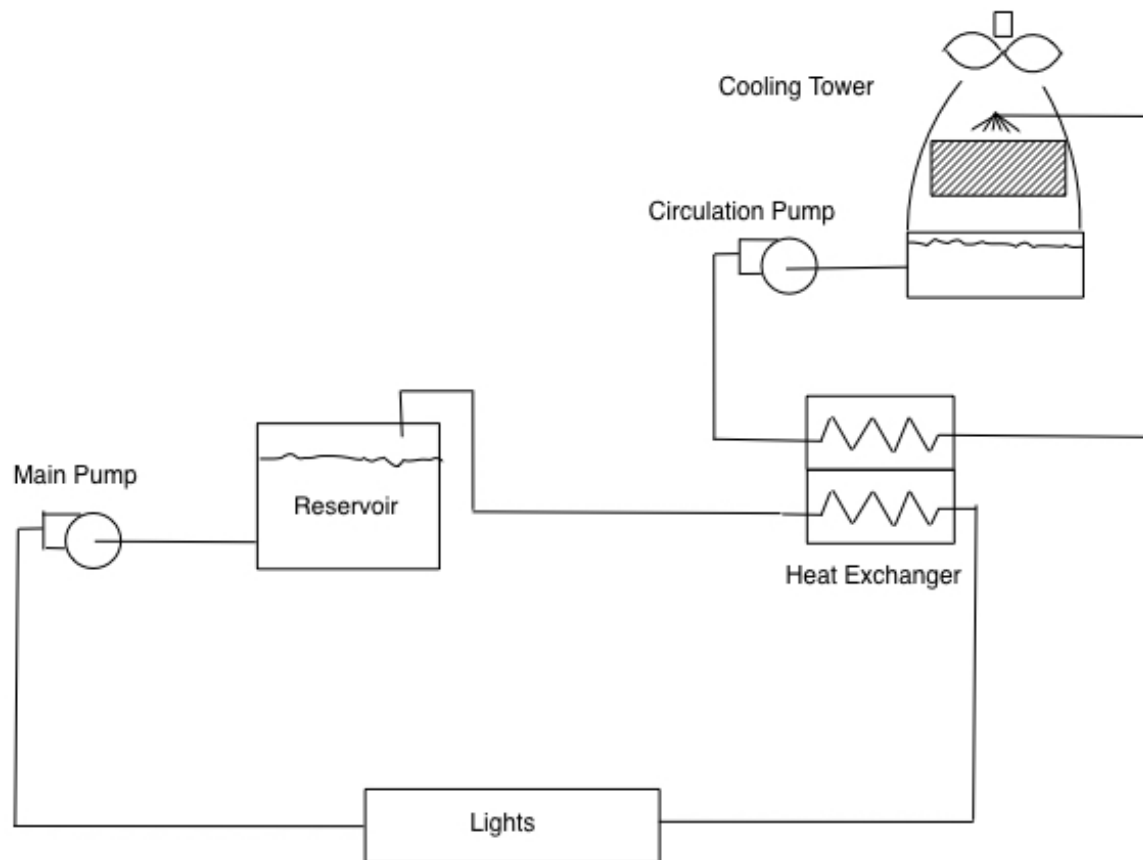 Cooling Tower
Circulation Pump
Main Pump
Reservoir
Heat Exchanger
Lights